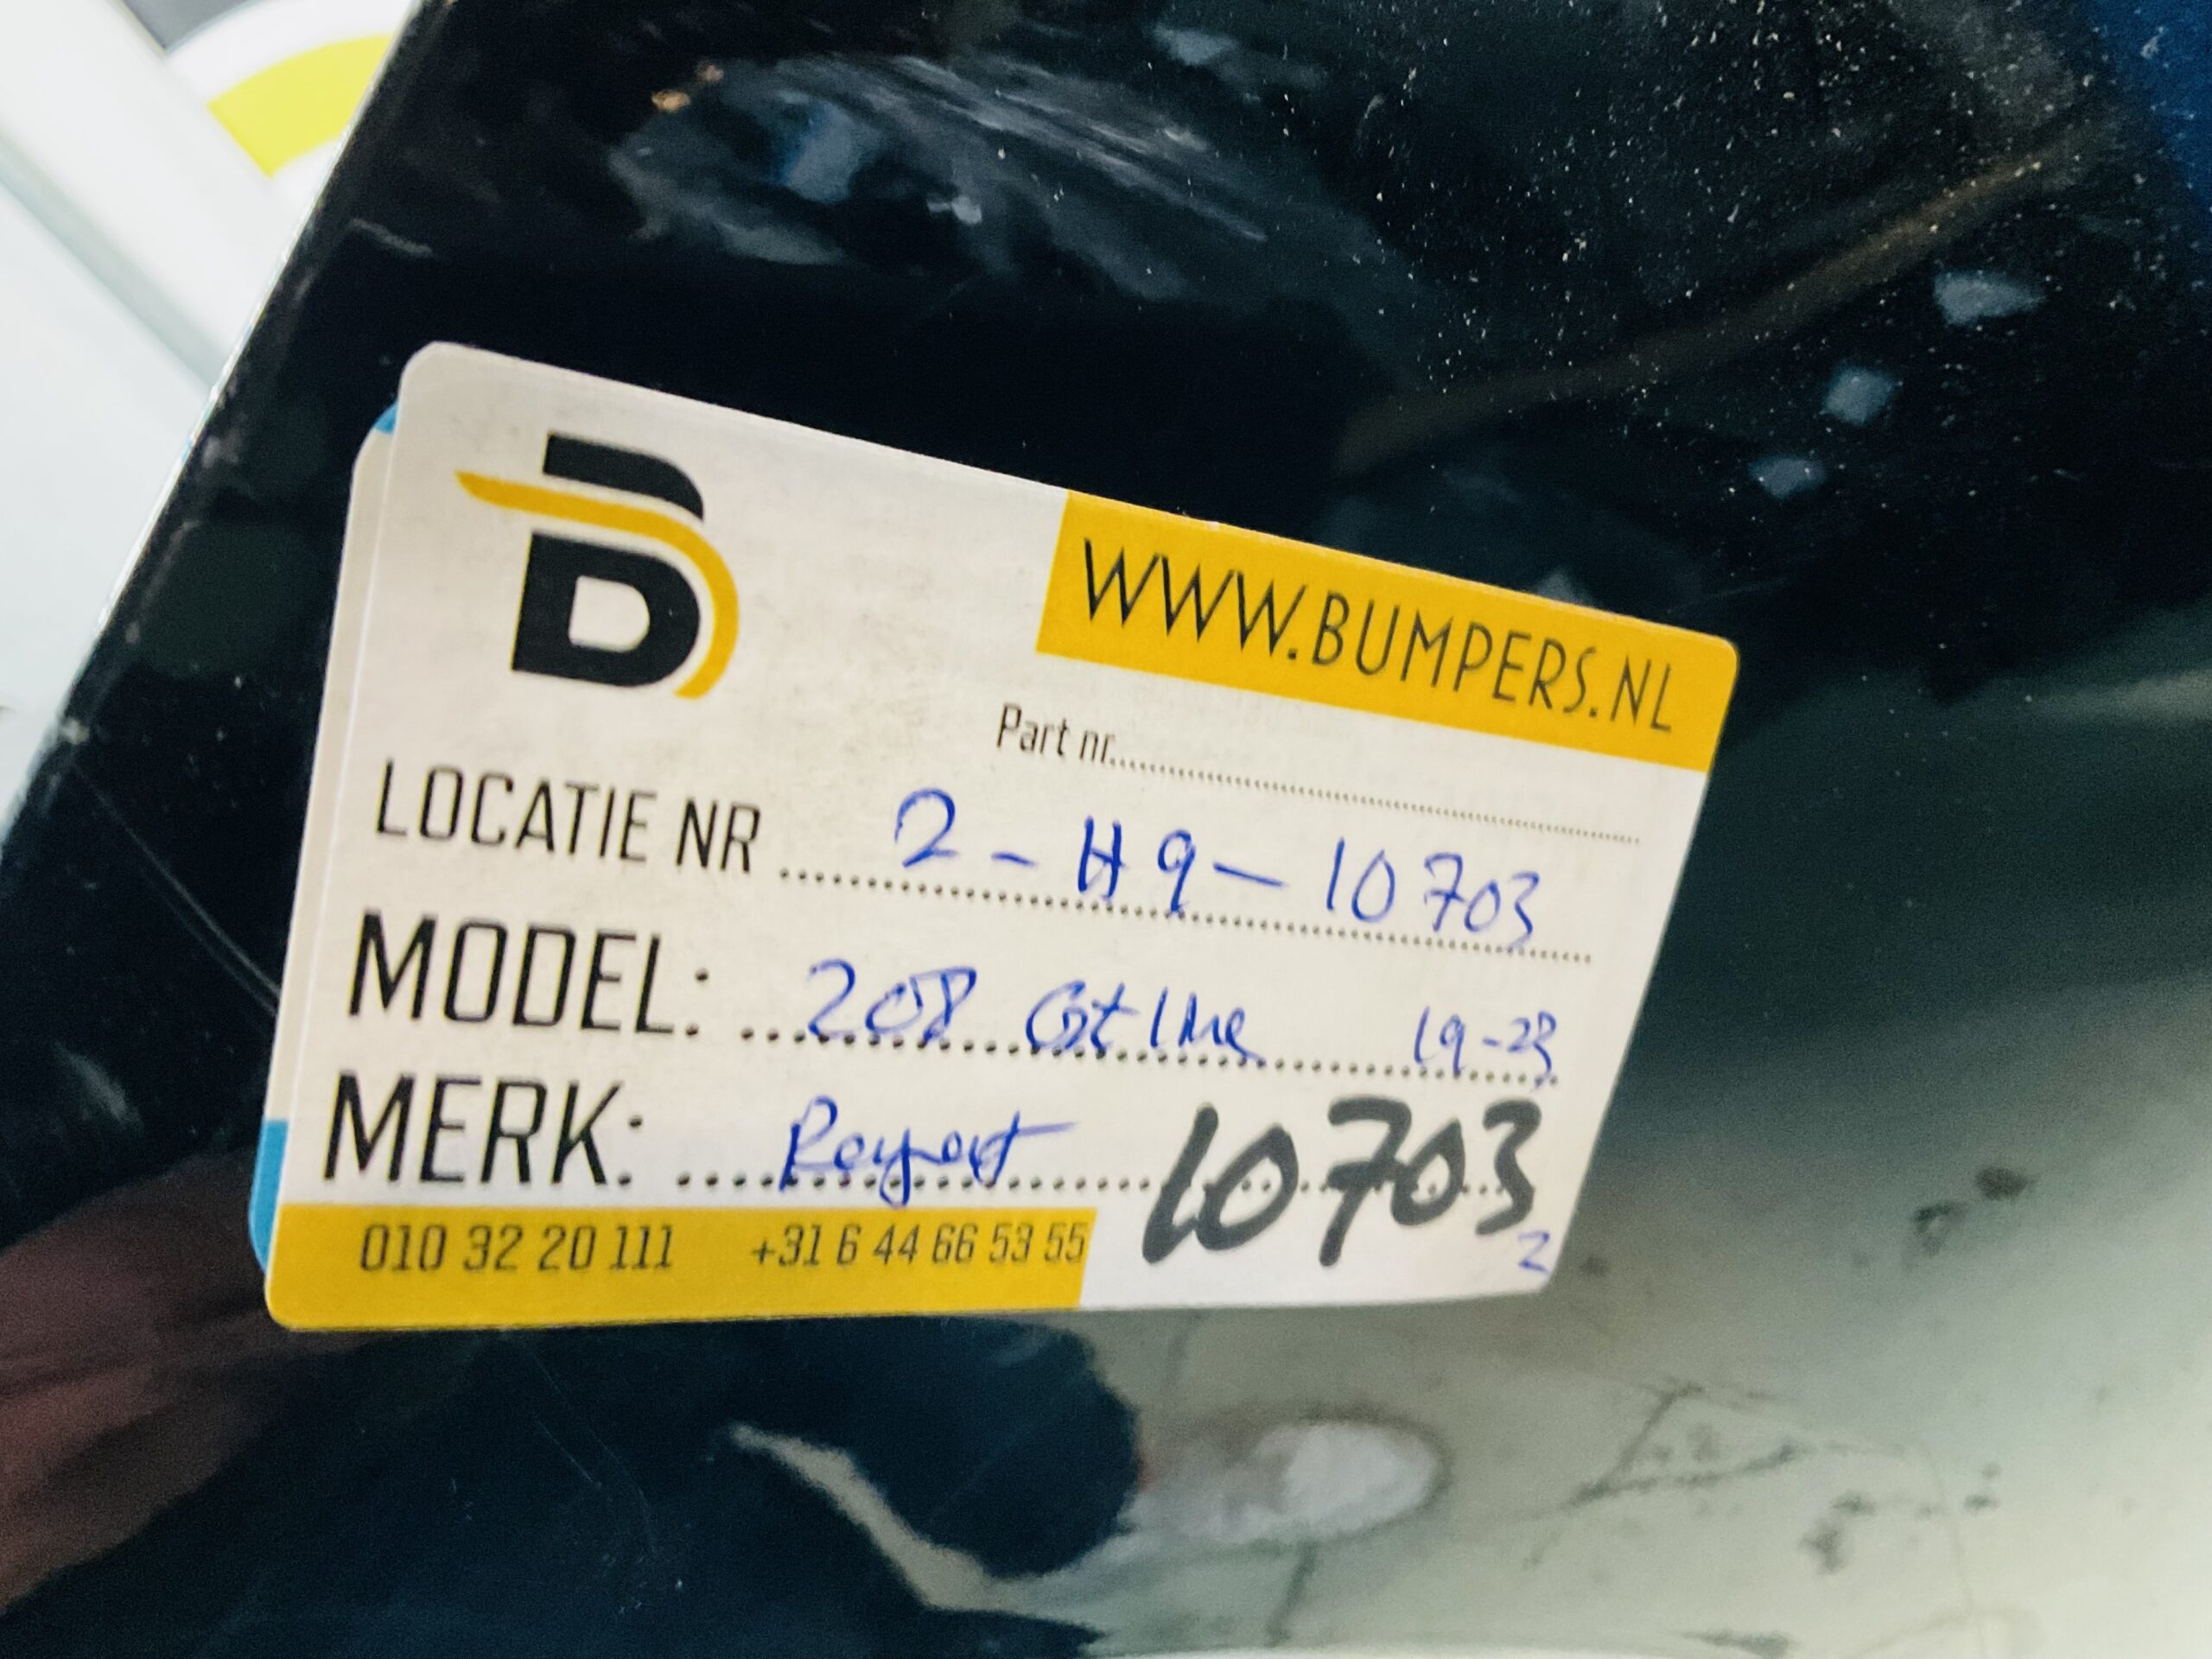 B
WWW.BUMPERS.NL
Part nr.
LOCATIE NR 2-H9-10703
MODEL: 208 Gt line 19-23
MERK: Peugeot 10703
010 32 20 111 +31 6 44 66 53 55
2